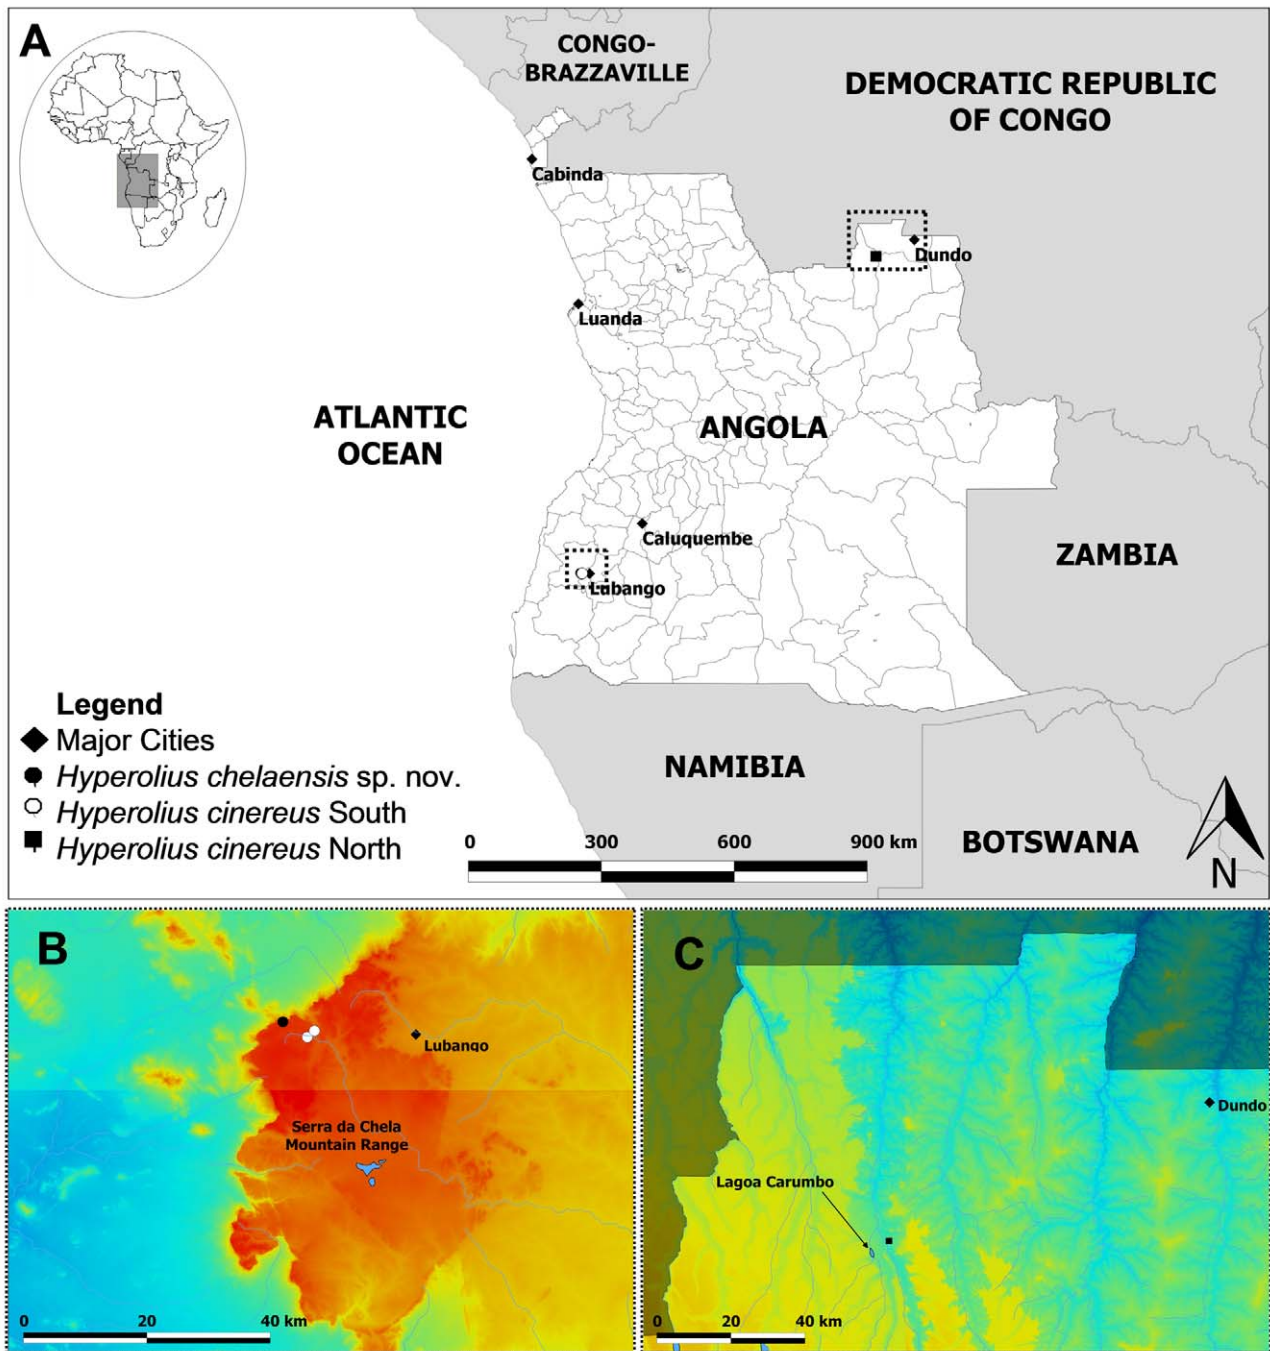 A
CONGO-
BRAZZAVILLE
DEMOCRATIC REPUBLIC
OF CONGO
Cabinda
Dundo
Luanda
ATLANTIC
OCEAN
ANGOLA
Caluquembe
ZAMBIA
Lubango
Legend
Major Cities
Hyperolius chelaensis sp. nov.
Hyperolius cinereus South
Hyperolius cinereus North
NAMIBIA
BOTSWANA
0 300 600 900 km
N
B
Lubango
Serra da Chela
Mountain Range
0 20 40 km
C
Dundo
Lagoa Carumbo
0 20 40 km